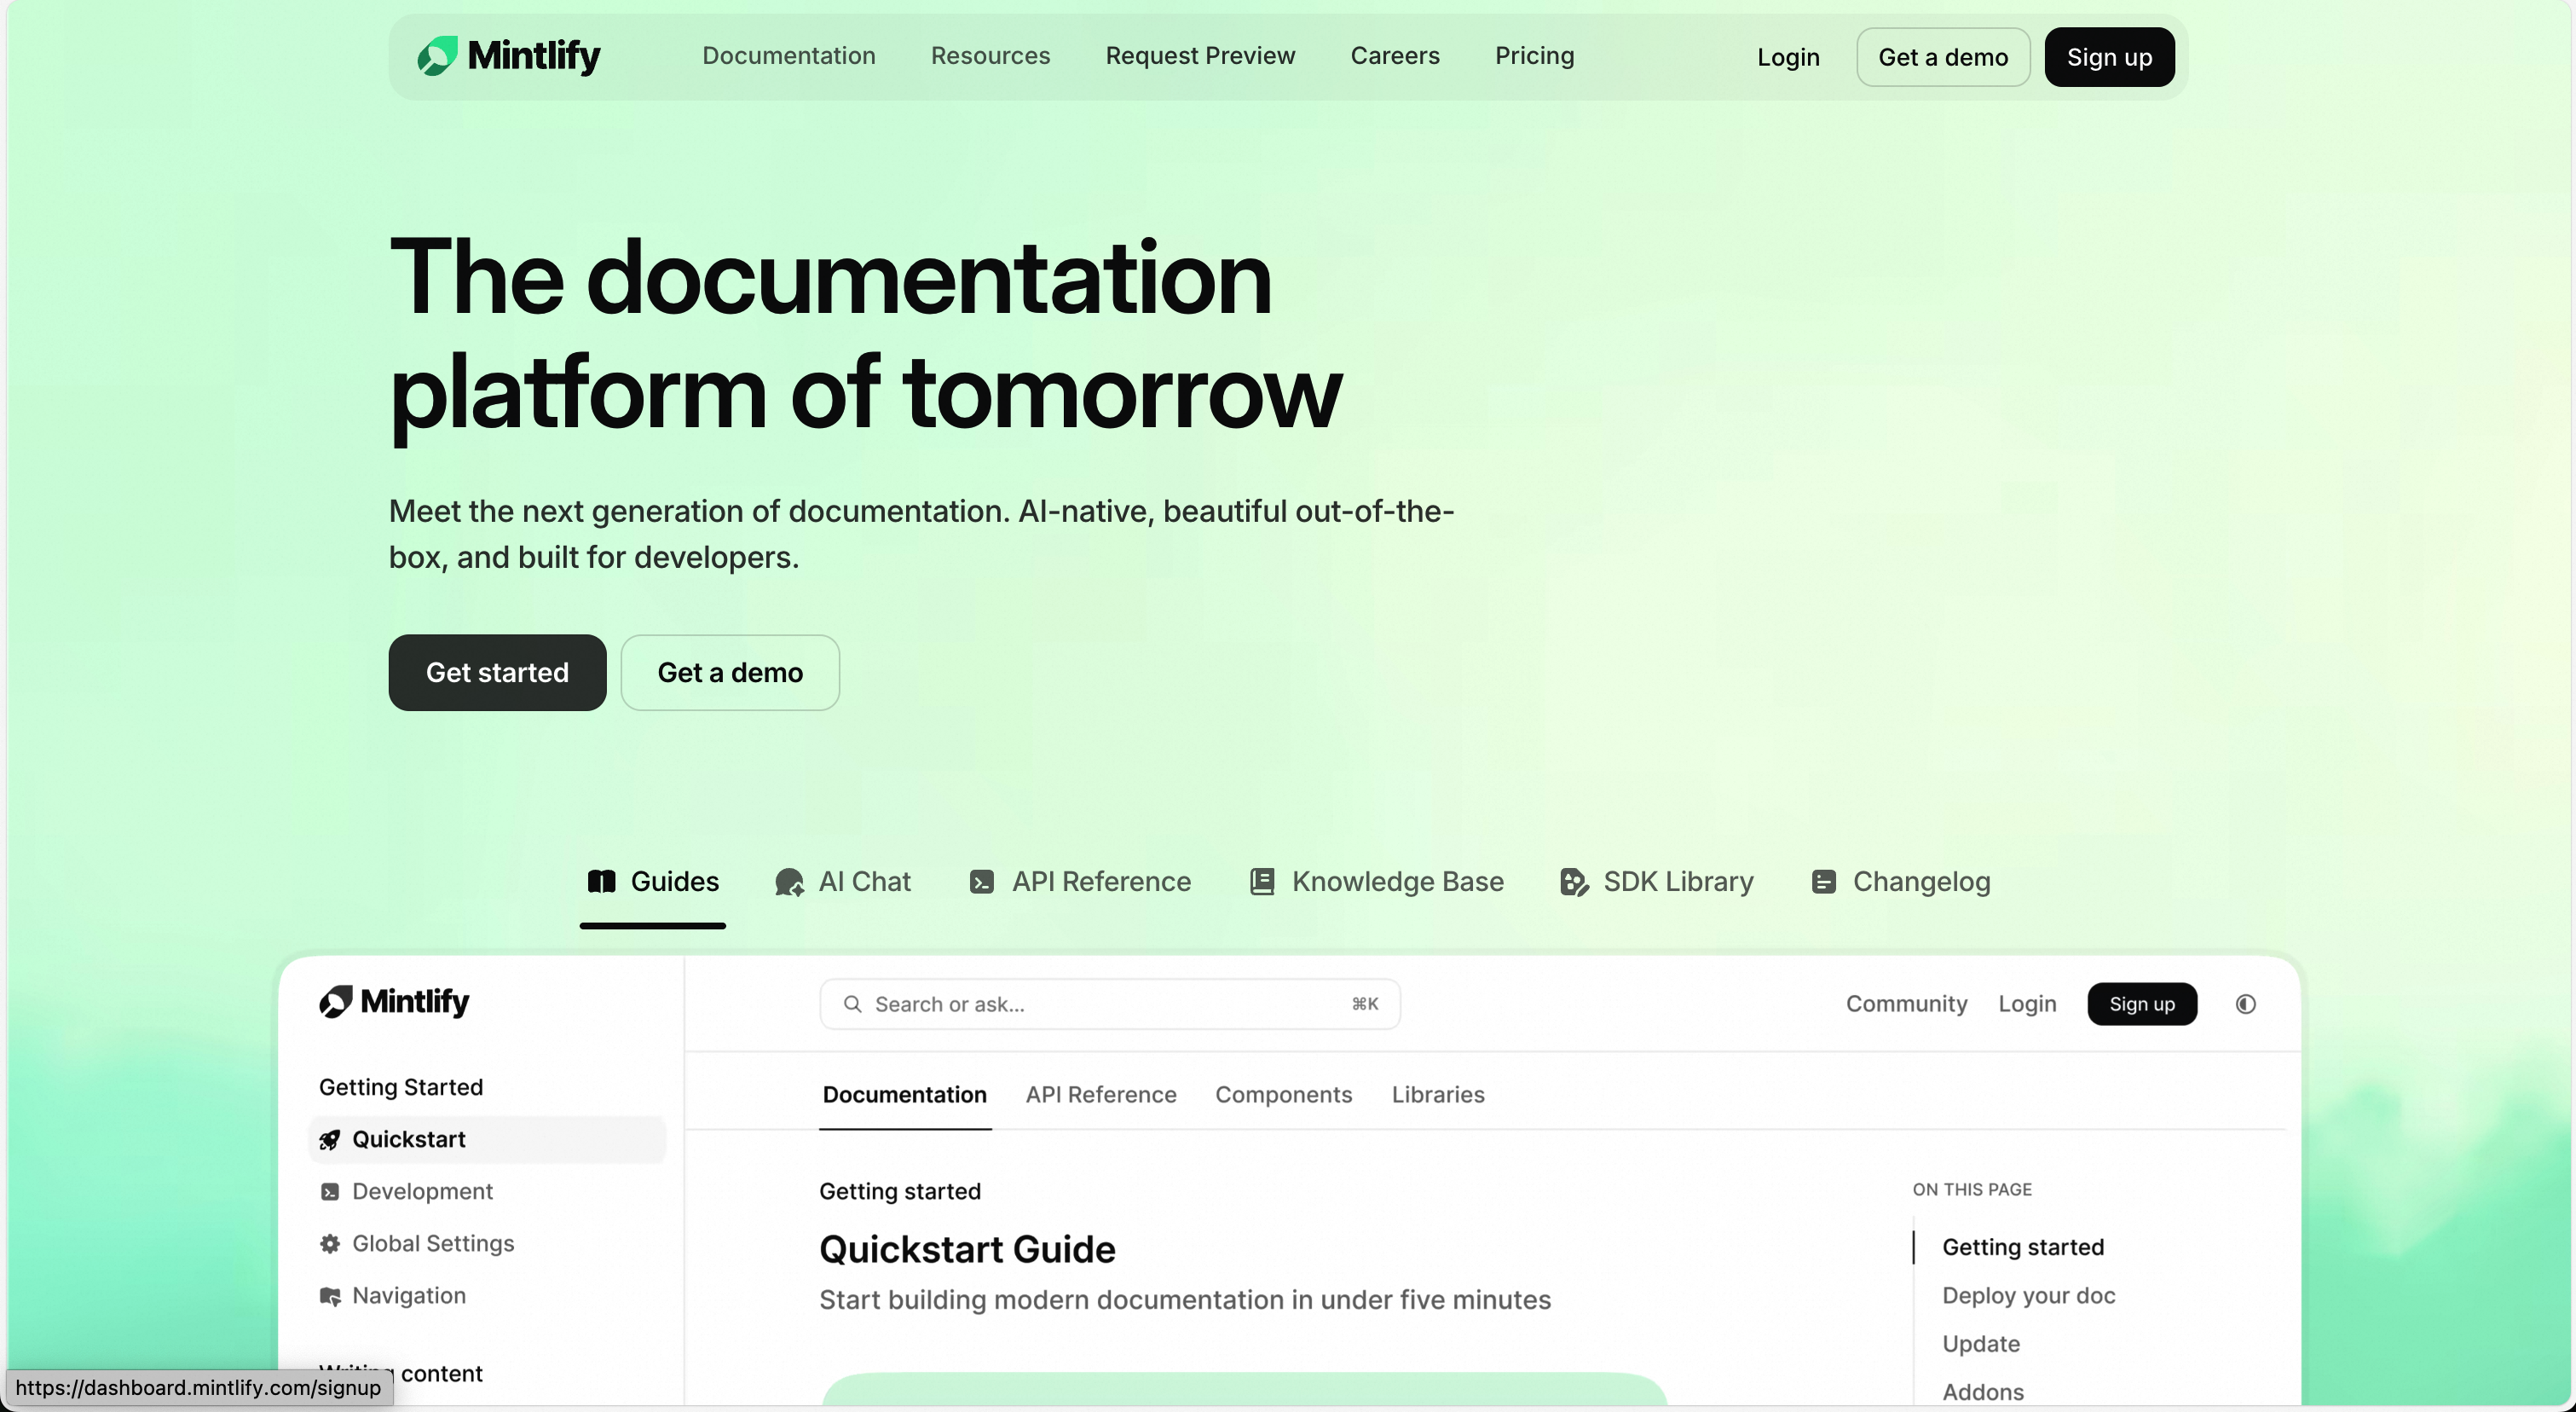 Mintlify
Documentation
Resources
Request Preview
Careers
Pricing
Login
Get a demo
Sign up
The documentation
platform of tomorrow
Meet the next generation of documentation. AI-native, beautiful out-of-the-
box, and built for developers.
Get started
Get a demo
Guides
AI Chat
API Reference
Knowledge Base
SDK Library
Changelog
Mintlify
Search or ask...
⌘K
Community
Login
Sign up
Getting Started
Quickstart
Development
Global Settings
Navigation
Writing content
Documentation
API Reference
Components
Libraries
Getting started
Quickstart Guide
Start building modern documentation in under five minutes
ON THIS PAGE
Getting started
Deploy your doc
Update
Addons
https://dashboard.mintlify.com/signup